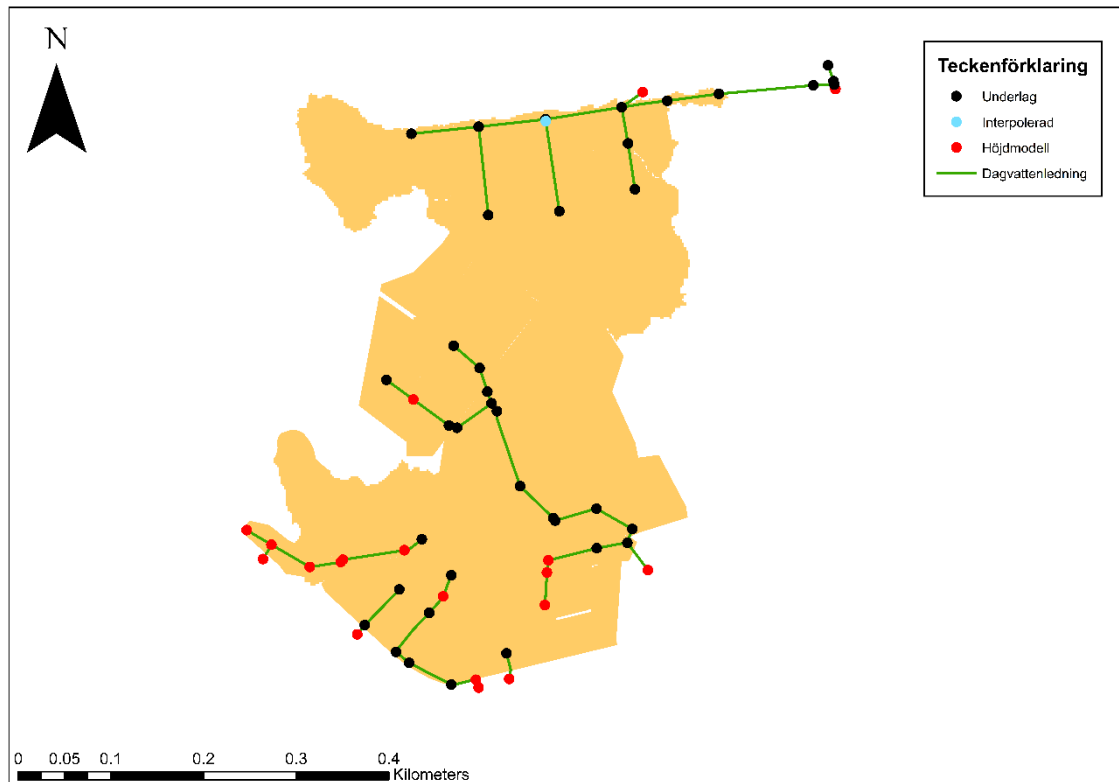 N
Teckenförklaring
Underlag
Interpolerad
Höjdmodell
Dagvattenledning
0 0.05 0.1 0.2 0.3 0.4
Kilometers